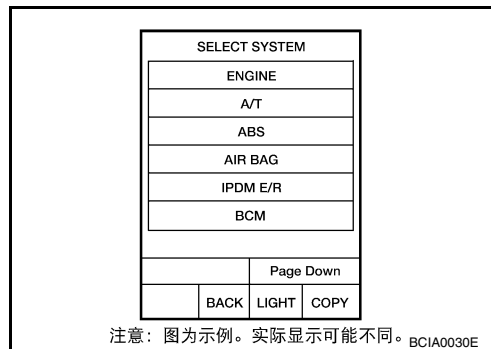 SELECT SYSTEM
ENGINE
A/T
ABS
AIR BAG
IPDM E/R
BCM
Page Down
BACK LIGHT COPY
注意：图为示例。实际显示可能不同。BCIA0030E